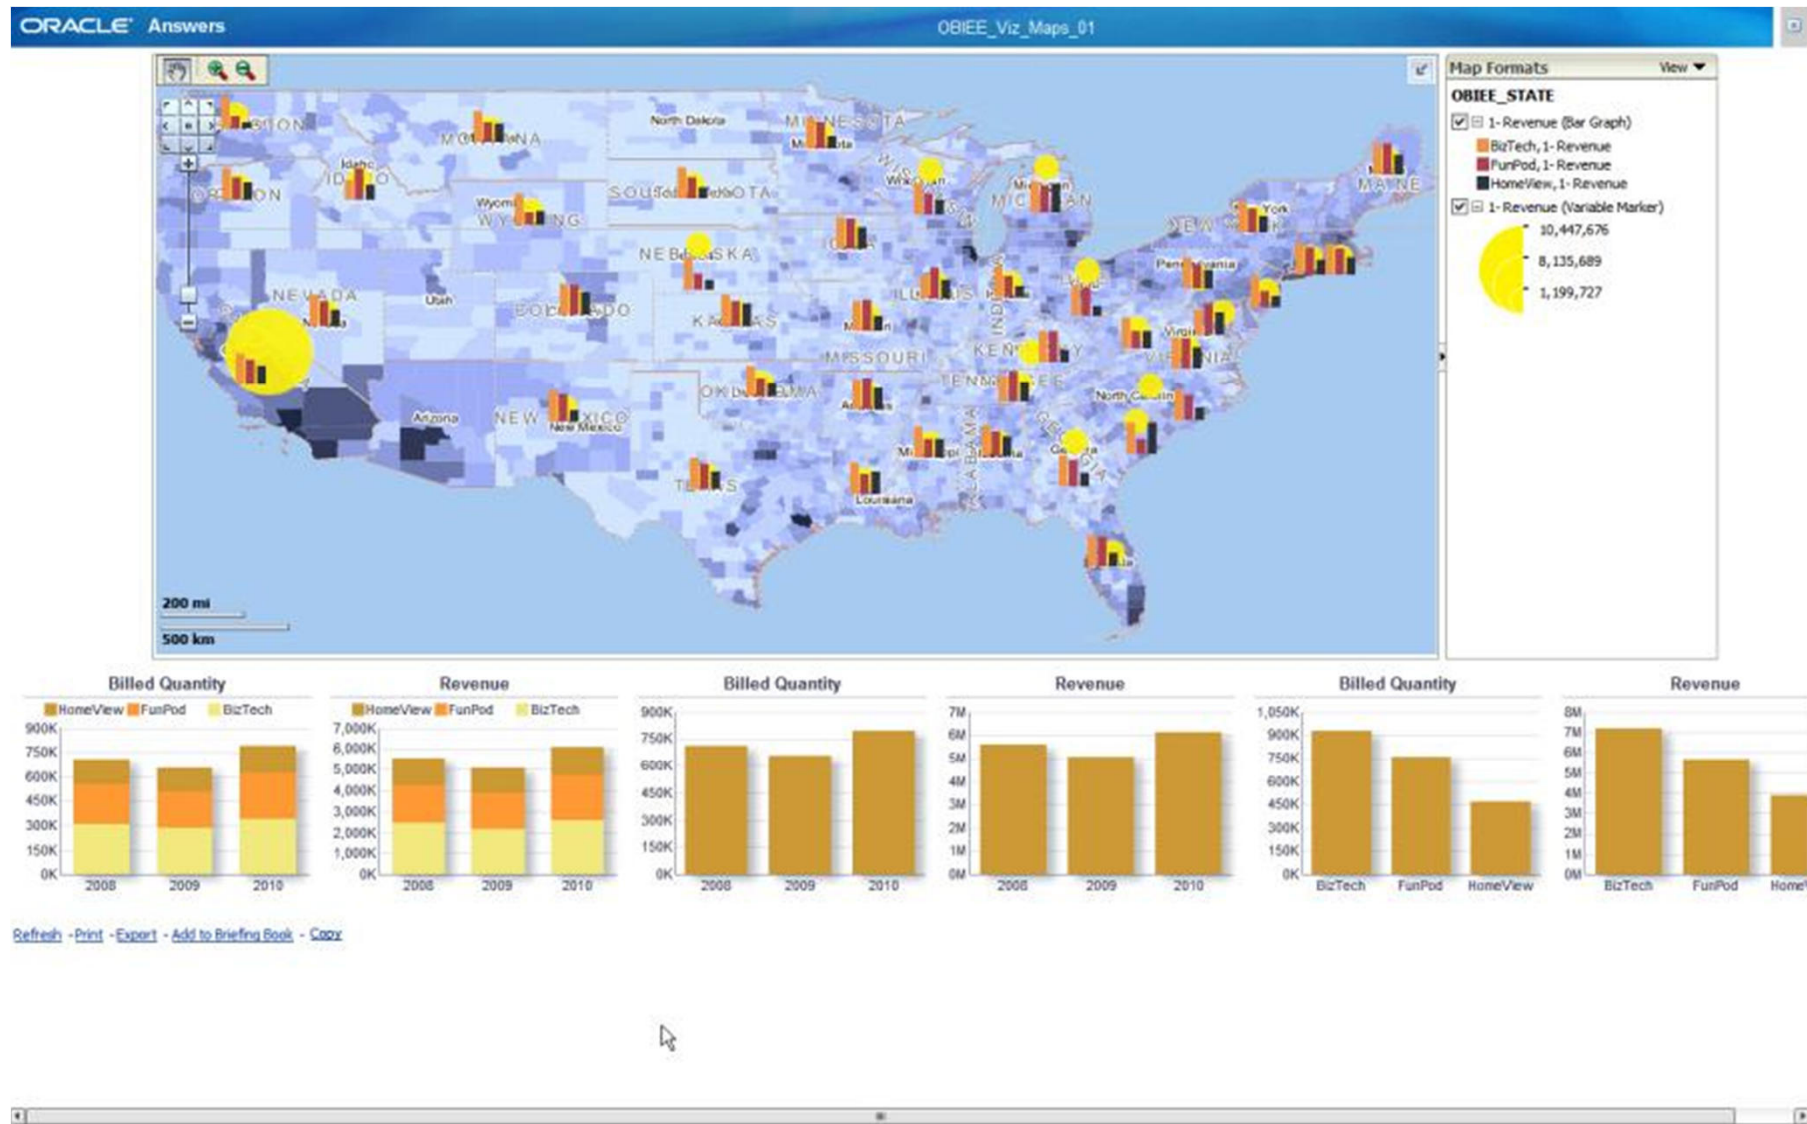 ORACLE Answers
OBIEE_Viz_Maps_01
Map Formats View
OBIEE_STATE
1- Revenue (Bar Graph)
BizTech, 1- Revenue
FunPod, 1- Revenue
HomeView, 1- Revenue
1- Revenue (Variable Marker)
10,447,676
8,135,689
1,199,727
North Dakota
Idaho
Utah
NEVADA
Arizona
MISSOURI
Louisiana
New Mexico
INDIANA
ALABAMA
MAINE
200 mi
500 km
Billed Quantity
HomeView FunPod BizTech
900K
750K
600K
450K
300K
150K
0K
2008 2009 2010
Revenue
HomeView FunPod BizTech
7,000K
6,000K
5,000K
4,000K
3,000K
2,000K
1,000K
0K
2008 2009 2010
Billed Quantity
900K
750K
600K
450K
300K
150K
0K
2008 2009 2010
Revenue
7M
6M
5M
4M
3M
2M
1M
0M
2008 2009 2010
Billed Quantity
1,050K
900K
750K
600K
450K
300K
150K
0K
BizTech FunPod HomeView
Revenue
8M
7M
6M
5M
4M
3M
2M
1M
0M
BizTech FunPod
Refresh - Print - Export - Add to Briefing Book - Copy